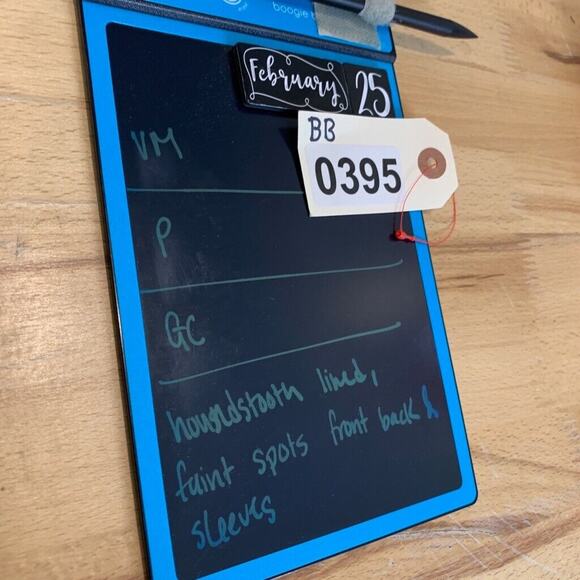 boogie b
February 25
BB
0395
VM
P
GC
houndstooth lined,
faint spots front back &
sleeves